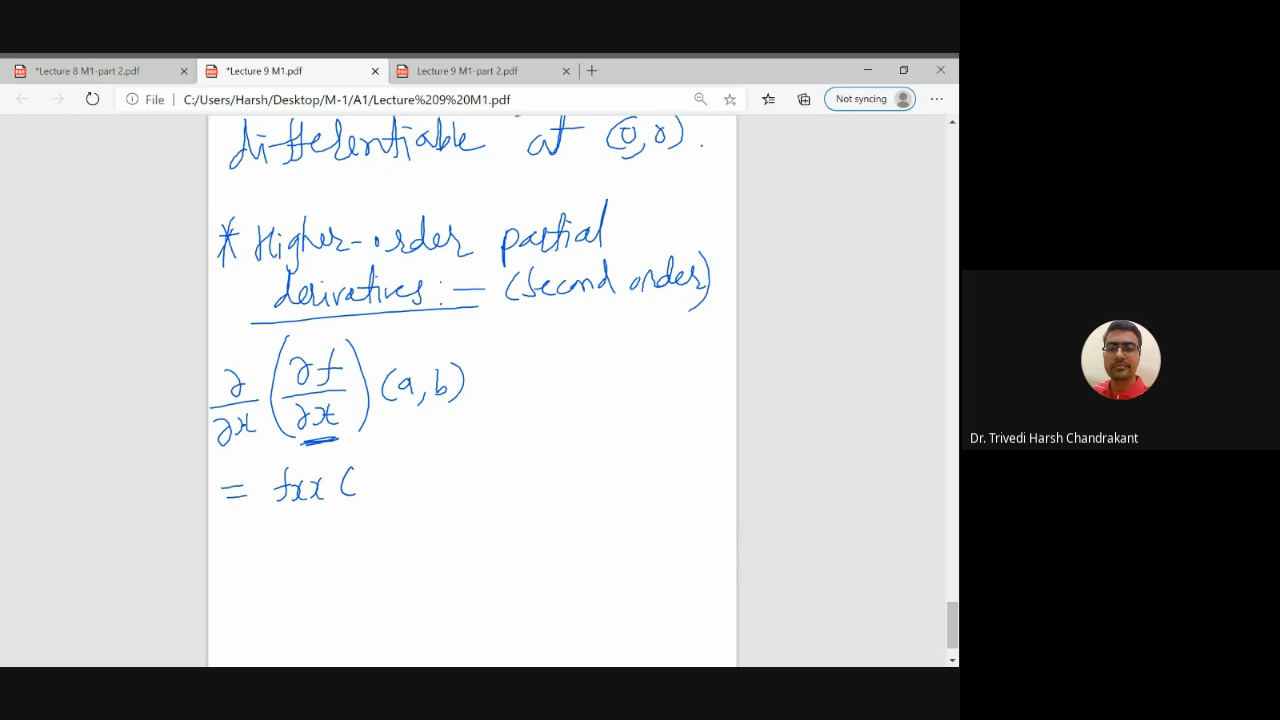 *Lecture 8 M1-part 2.pdf
*Lecture 9 M1.pdf
Lecture 9 M1-part 2.pdf
File
C:/Users/Harsh/Desktop/M-1/A1/Lecture%209%20M1.pdf
Not syncing
differentiable at (0,0).
* Higher-order partial
derivatives :- (Second order)
∂/∂x (∂f/∂x) (a,b)
= fxx (
Dr. Trivedi Harsh Chandrakant